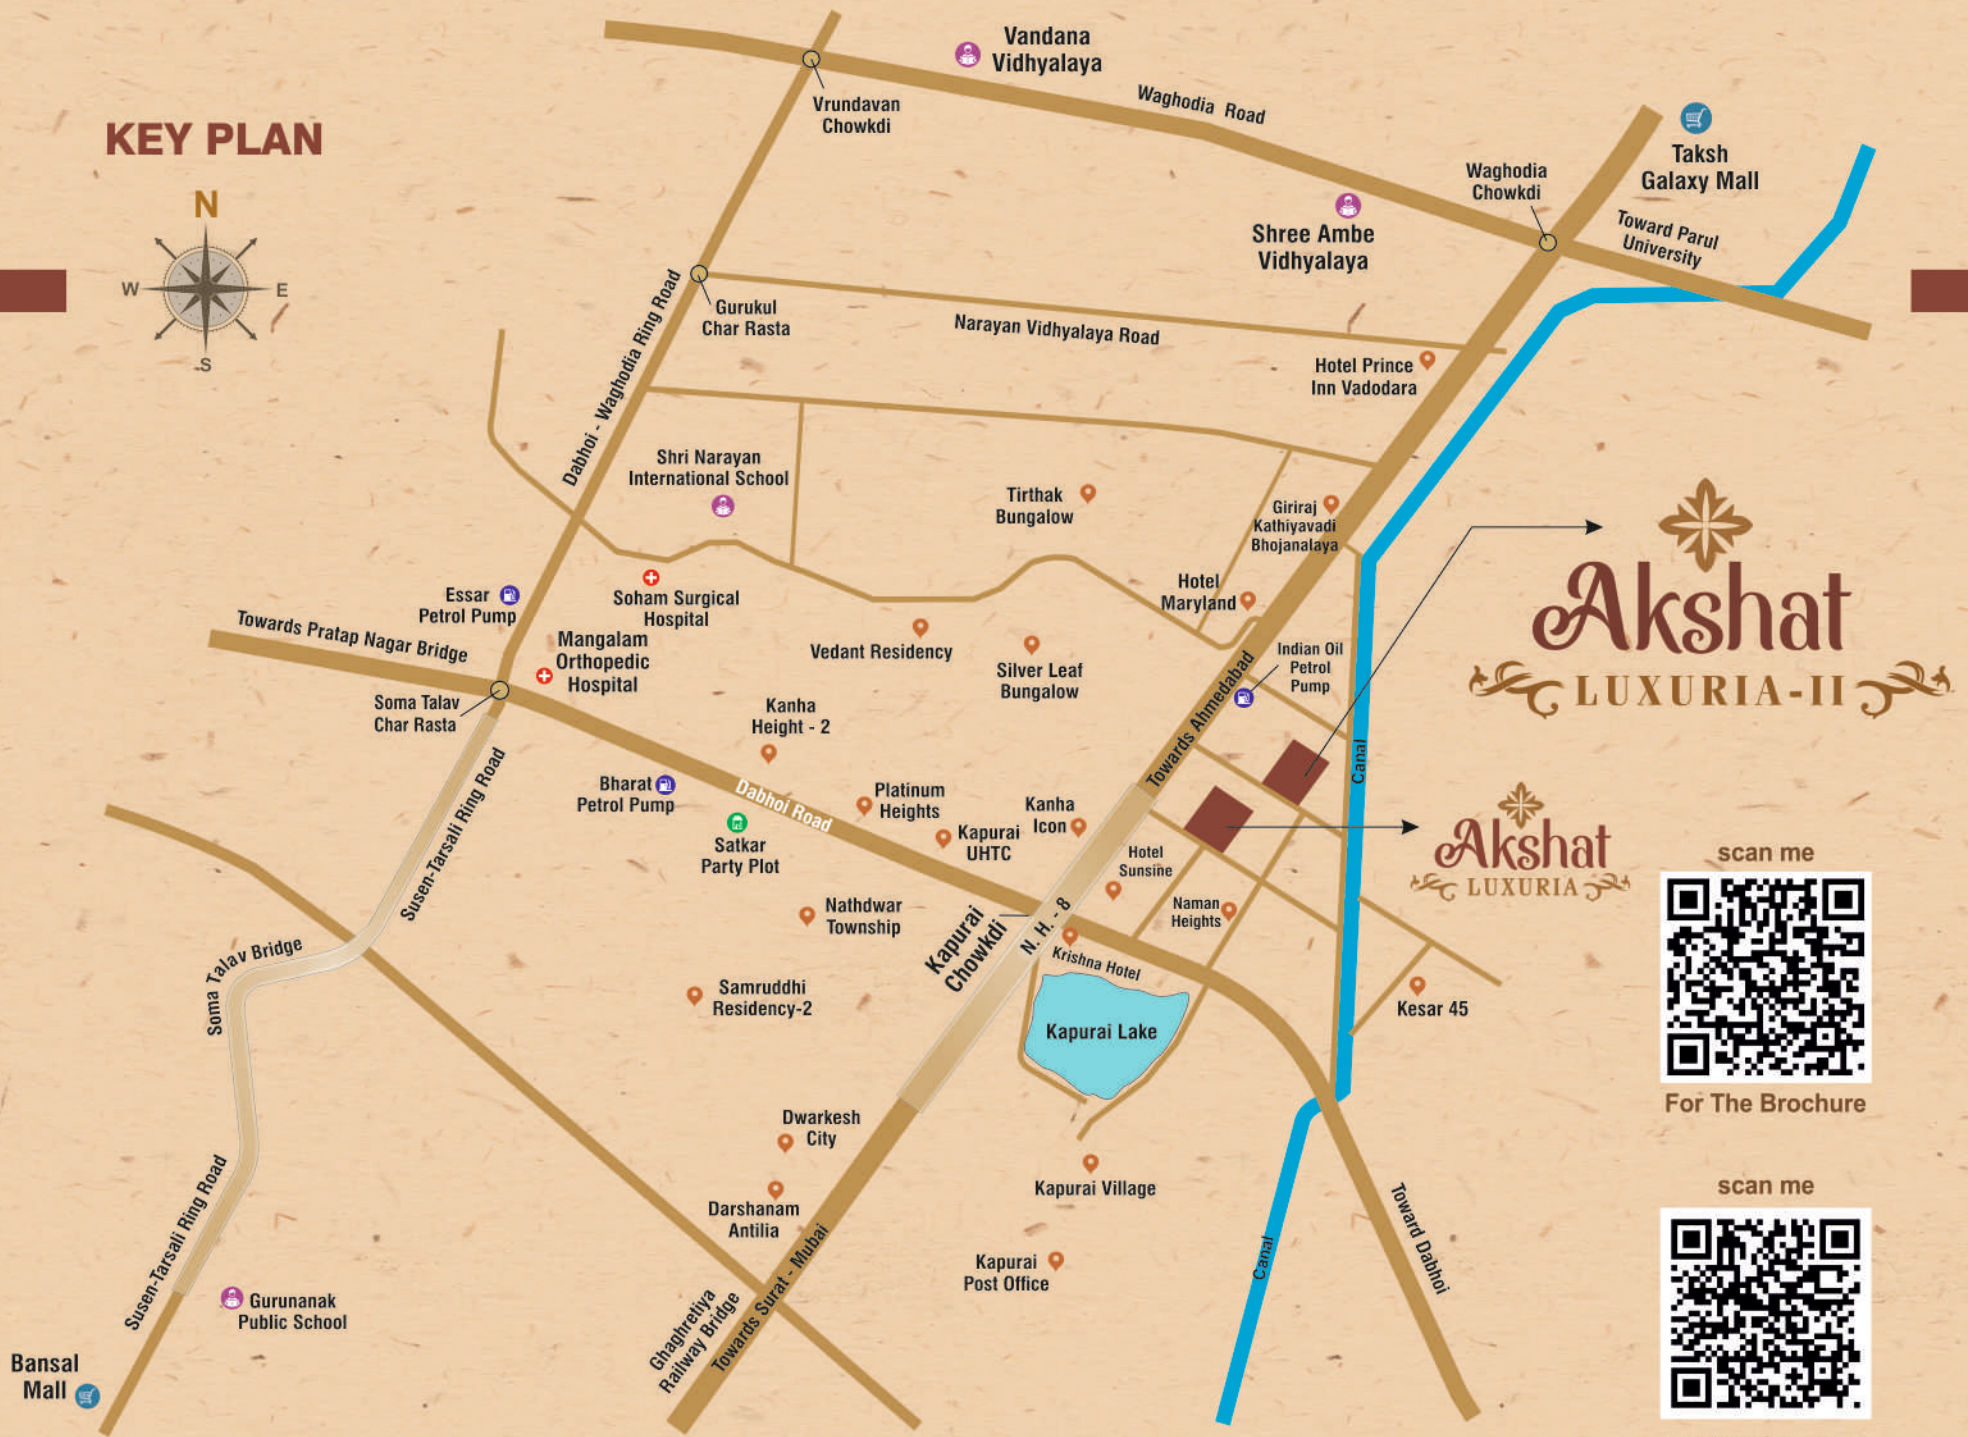 KEY PLAN
N
W
E
S
Vandana
Vidhyalaya
Waghodia Road
Vrundavan
Chowkdi
Taksh
Galaxy Mall
Waghodia
Chowkdi
Toward Parul
University
Shree Ambe
Vidhyalaya
Gurukul
Char Rasta
Dabhoi - Waghodia Ring Road
Narayan Vidhyalaya Road
Hotel Prince
Inn Vadodara
Shri Narayan
International School
Tirthak
Bungalow
Giriraj
Kathiyavadi
Bhojanalaya
Akshat
LUXURIA-II
Essar
Petrol Pump
Soham Surgical
Hospital
Hotel
Maryland
Towards Pratap Nagar Bridge
Mangalam
Orthopedic
Hospital
Vedant Residency
Silver Leaf
Bungalow
Indian Oil
Petrol
Pump
Soma Talav
Char Rasta
Kanha
Height - 2
Towards Ahmedabad
Canal
Bharat
Petrol Pump
Dabhoi Road
Platinum
Heights
Kanha
Icon
Kapurai
UHTC
Satkar
Party Plot
Hotel
Sunsine
Akshat
LUXURIA
Susen-Tarsali Ring Road
Nathdwar
Township
Naman
Heights
Kapurai
Chowkdi
N. H. - 8
Krishna Hotel
scan me
For The Brochure
Soma Talav Bridge
Samruddhi
Residency-2
Kapurai Lake
Kesar 45
Dwarkesh
City
Kapurai Village
Darshanam
Antilia
Kapurai
Post Office
Canal
Toward Dabhoi
scan me
Susen-Tarsali Ring Road
Gurunanak
Public School
Ghaghretiya
Railway Bridge
Towards Surat - Mubai
Bansal
Mall